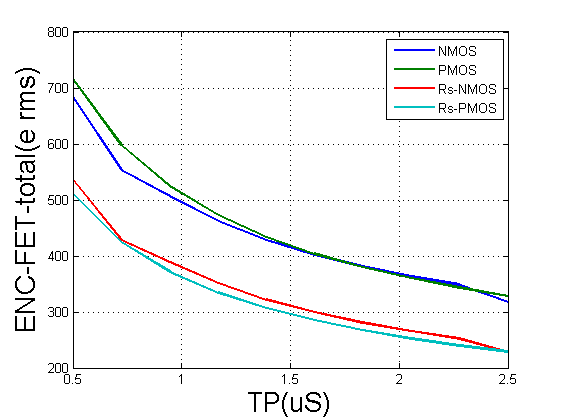 800
700
600
500
400
300
200
ENC-FET-total(e rms)
NMOS
PMOS
Rs-NMOS
Rs-PMOS
0.5
1
1.5
2
2.5
TP(uS)